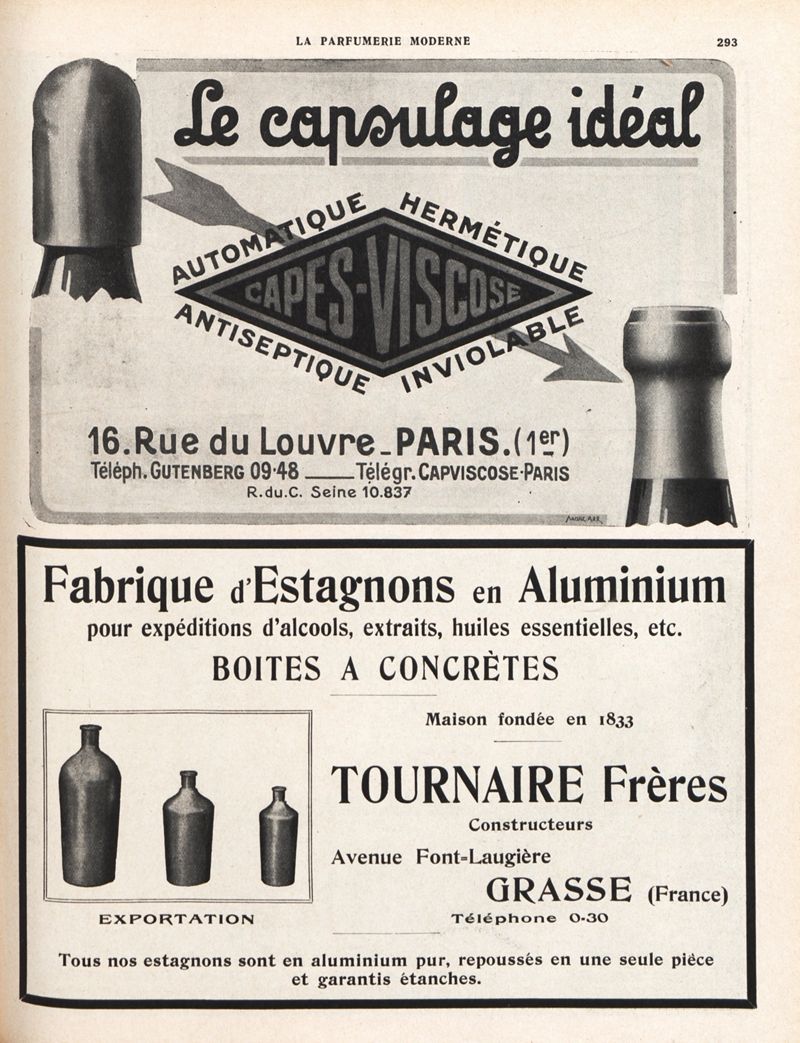 LA PARFUMERIE MODERNE
293
Le capsulage idéal
AUTOMATIQUE HERMÉTIQUE
CAPES-VISCOSE
ANTISEPTIQUE INVIOLABLE
16.Rue du Louvre_PARIS.(1er)
Téléph.GUTENBERG 09·48 ___Télégr.CAPVISCOSE·PARIS
R.du.C. Seine 10.837
Fabrique d'Estagnons en Aluminium
pour expéditions d'alcools, extraits, huiles essentielles, etc.
BOITES A CONCRÈTES
Maison fondée en 1833
TOURNAIRE Frères
Constructeurs
Avenue Font-Laugière
GRASSE (France)
Téléphone 0-30
EXPORTATION
Tous nos estagnons sont en aluminium pur, repoussés en une seule pièce
et garantis étanches.